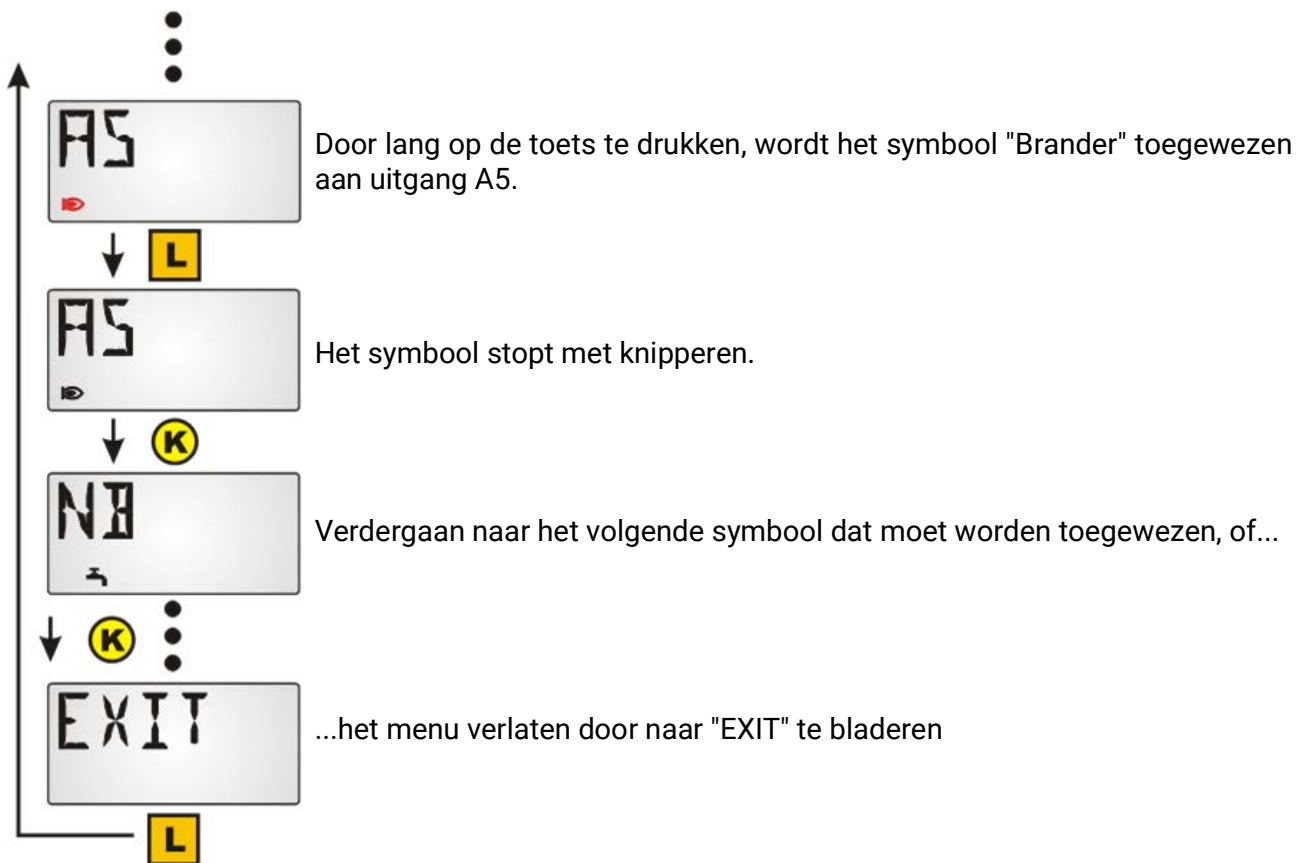 A5
Door lang op de toets te drukken, wordt het symbool "Brander" toegewezen
aan uitgang A5.
L
A5
Het symbool stopt met knipperen.
K
NB
Verdergaan naar het volgende symbool dat moet worden toegewezen, of...
K
EXIT
...het menu verlaten door naar "EXIT" te bladeren
L